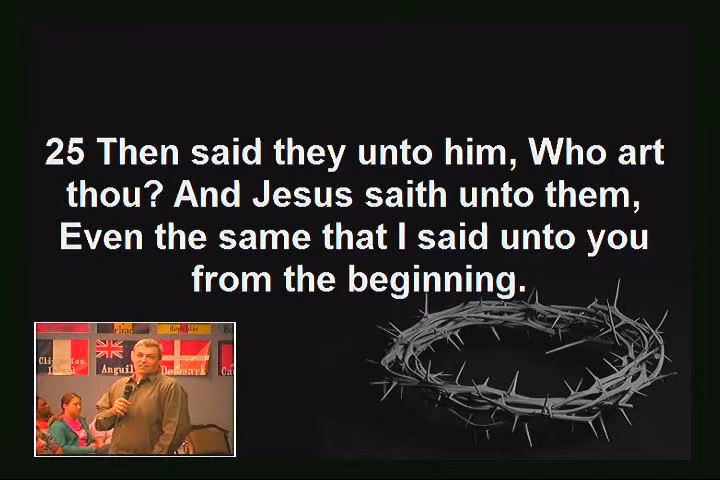 25 Then said they unto him, Who art
thou? And Jesus saith unto them,
Even the same that I said unto you
from the beginning.
Anguil
Denmark